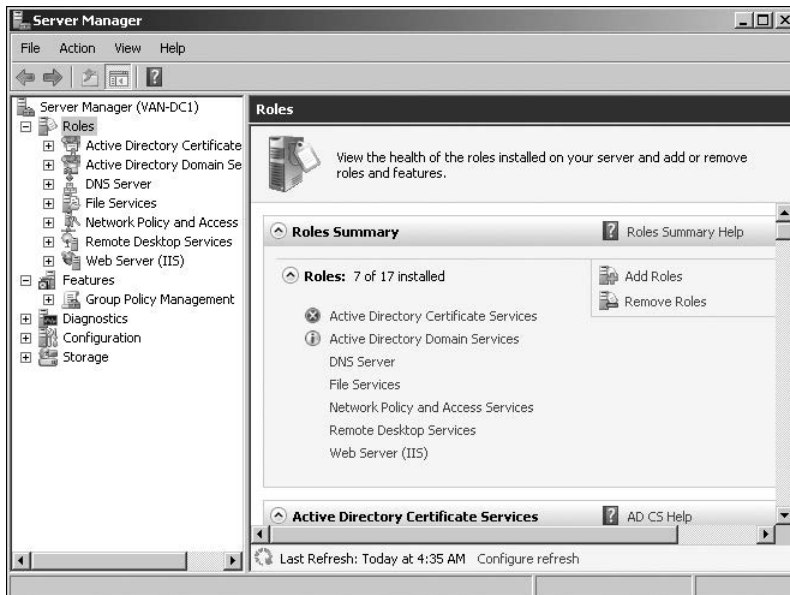 Server Manager
File Action View Help
Server Manager (VAN-DC1)
Roles
Active Directory Certificate
Active Directory Domain Se
DNS Server
File Services
Network Policy and Access
Remote Desktop Services
Web Server (IIS)
Features
Group Policy Management
Diagnostics
Configuration
Storage
Roles
View the health of the roles installed on your server and add or remove
roles and features.
Roles Summary
Roles Summary Help
Roles: 7 of 17 installed
Add Roles
Remove Roles
Active Directory Certificate Services
Active Directory Domain Services
DNS Server
File Services
Network Policy and Access Services
Remote Desktop Services
Web Server (IIS)
Active Directory Certificate Services
AD CS Help
Last Refresh: Today at 4:35 AM Configure refresh